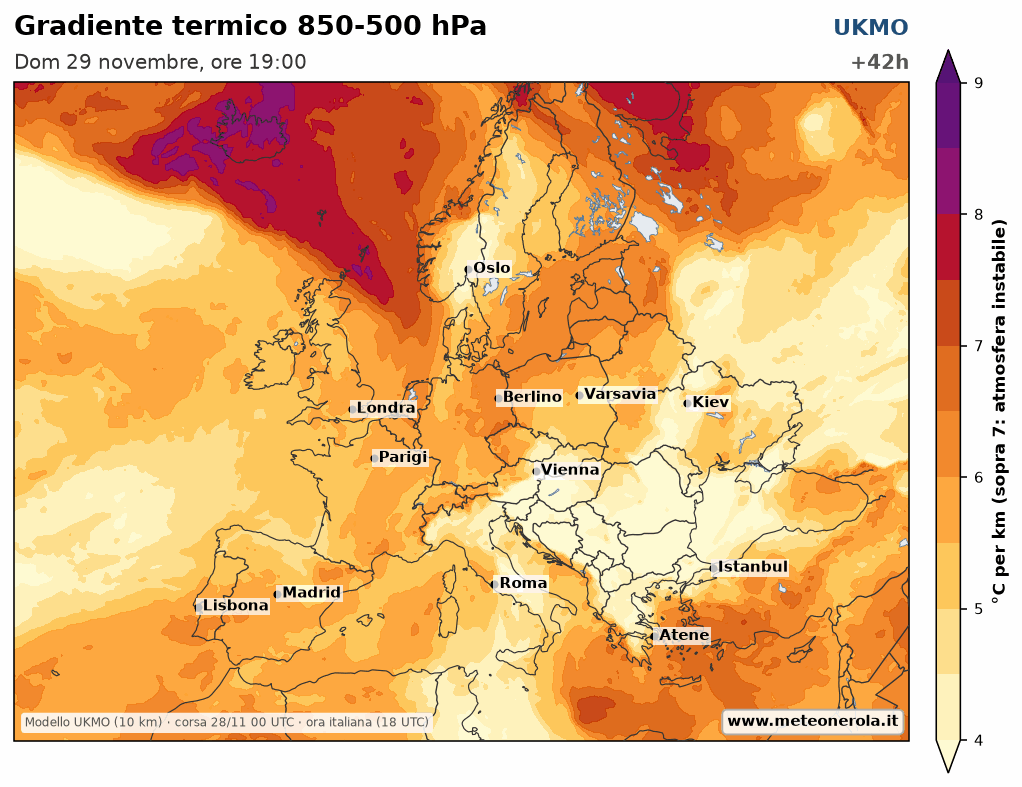 Gradiente termico 850-500 hPa
UKMO
Dom 29 novembre, ore 19:00
+42h
9
8
7
6
5
4
°C per km (sopra 7: atmosfera instabile)
Oslo
Berlino
Varsavia
Kiev
Londra
Parigi
Vienna
Istanbul
Roma
Madrid
Lisbona
Atene
Modello UKMO (10 km) · corsa 28/11 00 UTC · ora italiana (18 UTC)
www.meteonerola.it